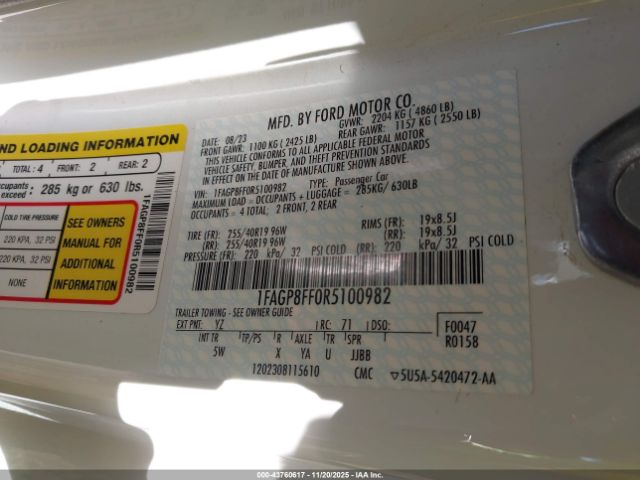 ND LOADING INFORMATION
TOTAL: 4 FRONT: 2 REAR: 2
285 kg or 630 lbs.
COLD TIRE PRESSURE
220 KPA, 32 PSI
220 KPA, 32 PSI
NONE
SEE OWNERS
MANUAL FOR
ADDITIONAL
INFORMATION
1FAGP8FF0R5100982
MFD. BY FORD MOTOR CO.
DATE: 08/23 GVWR: 2204 KG ( 4860 LB)
FRONT GAWR: 1100 KG ( 2425 LB) REAR GAWR: 1157 KG ( 2550 LB)
THIS VEHICLE CONFORMS TO ALL APPLICABLE FEDERAL MOTOR
VEHICLE SAFETY, BUMPER, AND THEFT PREVENTION STANDARDS
IN EFFECT ON THE DATE OF MANUFACTURE SHOWN ABOVE.
VIN: 1FAGP8FF0R5100982 TYPE: Passenger Car
MAXIMUM LOAD = OCCUPANTS + LUGGAGE = 285KG/ 630LB
OCCUPANTS = 4 TOTAL; 2 FRONT, 2 REAR
TIRE (FR): 255/40R19 96W RIMS (FR): 19x8.5J
(RR): 255/40R19 96W (RR): 19x8.5J
PRESSURE (FR): 220 kPa/ 32 PSI COLD (RR): 220 kPa/ 32 PSI COLD
1FAGP8FF0R5100982
TRAILER TOWING - SEE OWNER GUIDE
EXT PNT: YZ RC: 71 DSO: F0047
R0158
INT TR TP/PS R AXLE TR SPR
5W X YA U JJBB
1202308115610 CMC 5U5A-5420472-AA
000-43760617 - 11/20/2025 - IAAI.COM